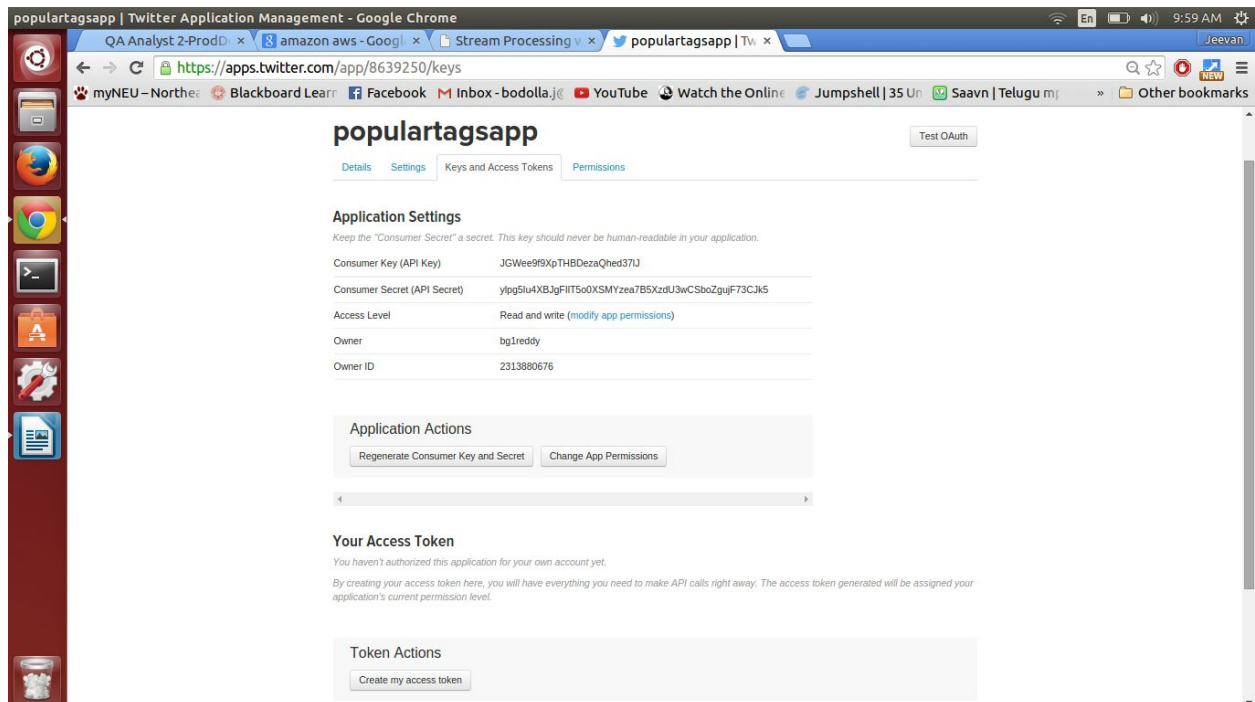 populartagsapp | Twitter Application Management - Google Chrome
En
9:59 AM
QA Analyst 2-ProdD
amazon aws - Googl
Stream Processing v
populartagsapp | Tw
Jeevan
https://apps.twitter.com/app/8639250/keys
NEW
myNEU – Northea
Blackboard Learn
Facebook
Inbox - bodolla.j@
YouTube
Watch the Online
Jumpshell | 35 Un
Saavn | Telugu mp
»
Other bookmarks
populartagsapp
Test OAuth
Details Settings Keys and Access Tokens Permissions
Application Settings
Keep the "Consumer Secret" a secret. This key should never be human-readable in your application.
Consumer Key (API Key) JGWee9f9XpTHBDezaQhed37lJ
Consumer Secret (API Secret) ylpg5lu4XBJgFIlT5o0XSMYzea7B5XzdU3wCSboZgujF73CJk5
Access Level Read and write (modify app permissions)
Owner bg1reddy
Owner ID 2313880676
Application Actions
Regenerate Consumer Key and Secret Change App Permissions
Your Access Token
You haven't authorized this application for your own account yet.
By creating your access token here, you will have everything you need to make API calls right away. The access token generated will be assigned your
application's current permission level.
Token Actions
Create my access token